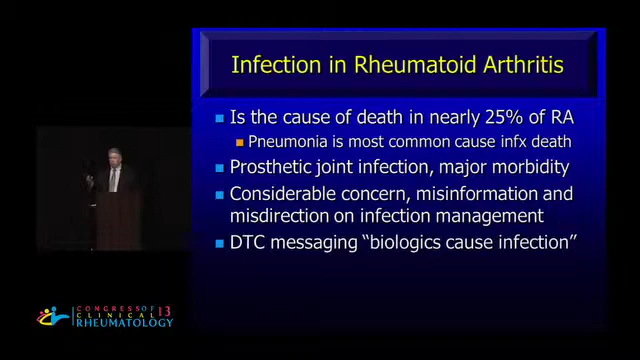 Infection in Rheumatoid Arthritis
Is the cause of death in nearly 25% of RA
Pneumonia is most common cause infx death
Prosthetic joint infection, major morbidity
Considerable concern, misinformation and
misdirection on infection management
DTC messaging “biologics cause infection”
CONGRESS OF 13
CLINICAL
RHEUMATOLOGY